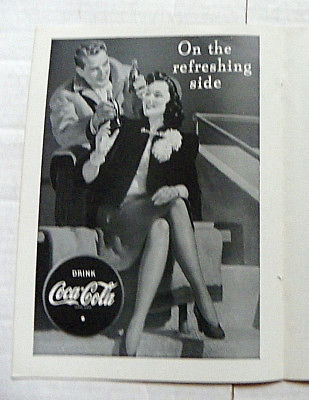 On the
refreshing
side
DRINK
Coca-Cola